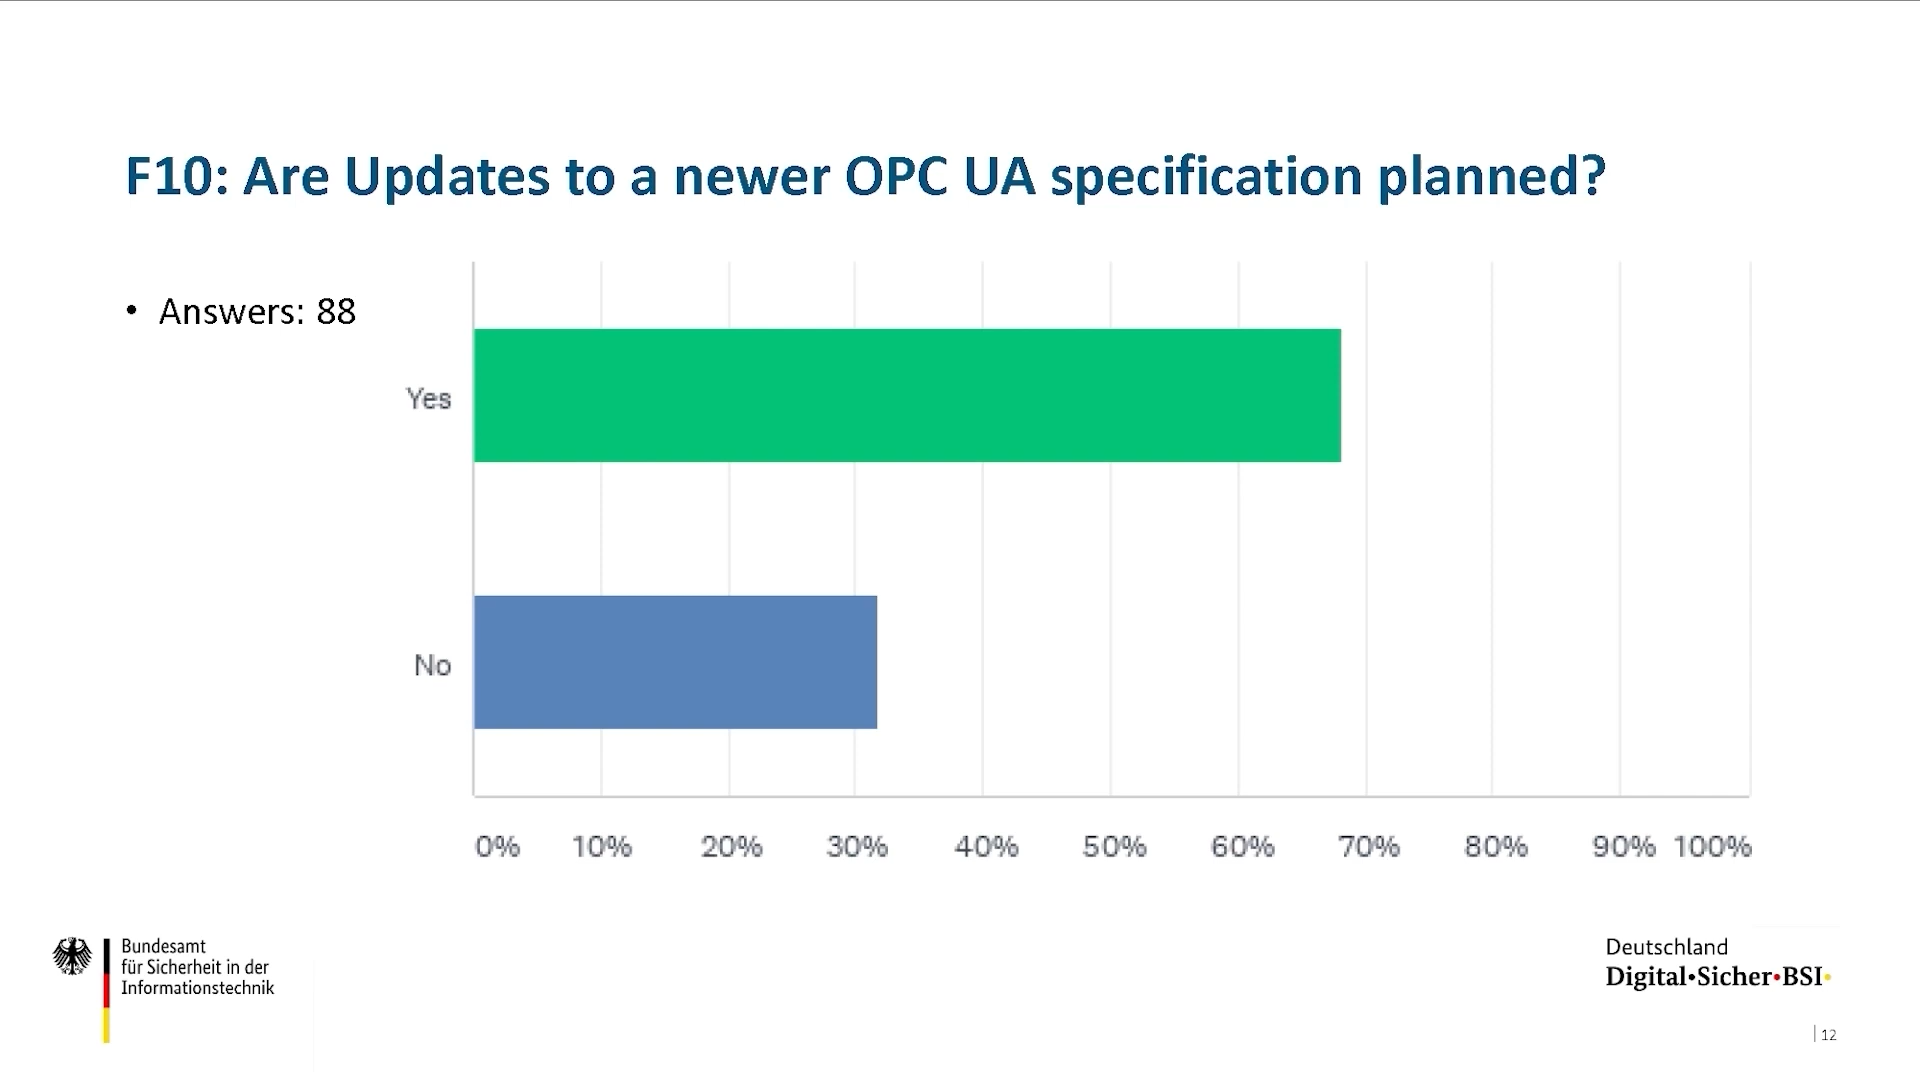 F10: Are Updates to a newer OPC UA specification planned?
• Answers: 88
Yes
No
0% 10% 20% 30% 40% 50% 60% 70% 80% 90% 100%
Bundesamt
für Sicherheit in der
Informationstechnik
Deutschland
Digital•Sicher•BSI•
12